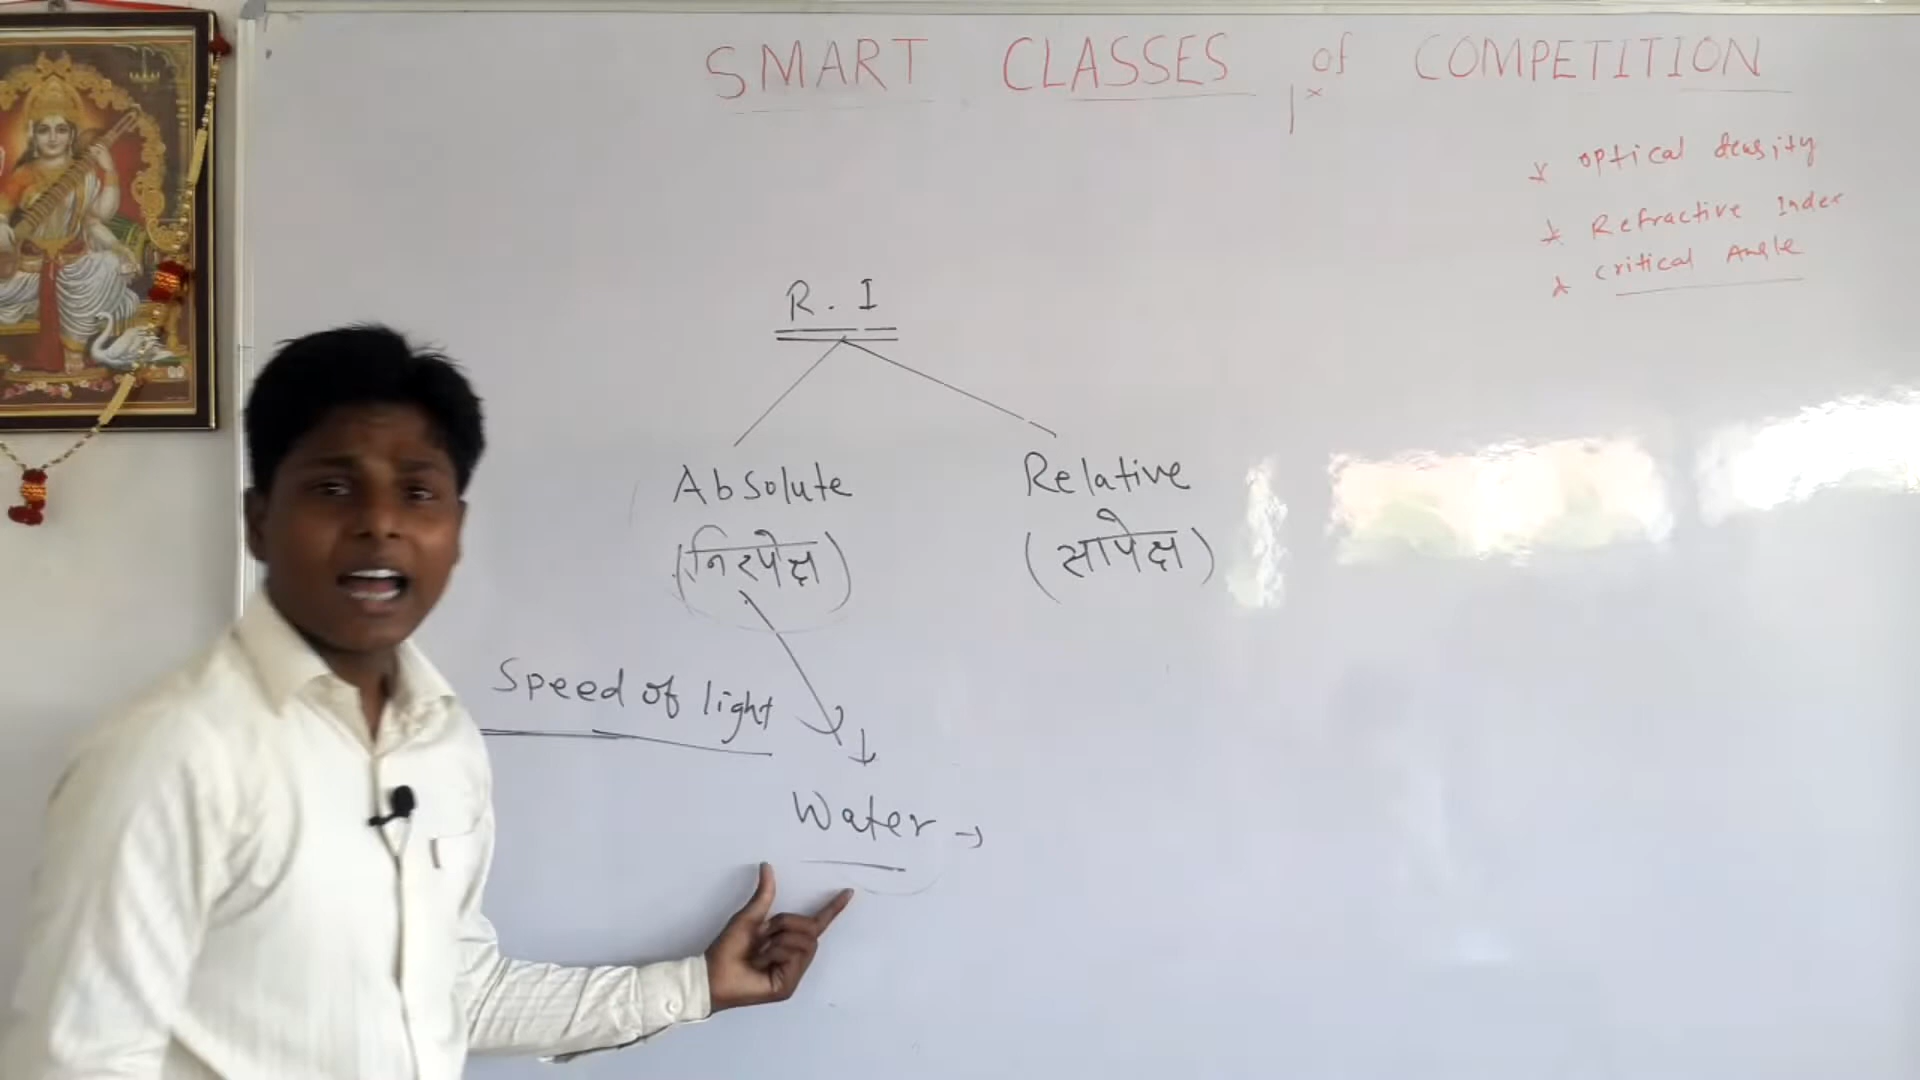 SMART CLASSES of COMPETITION
* optical density
* Refractive Index
* Critical Angle
R.I
Absolute Relative
(निरपेक्ष) (सापेक्ष)
Speed of light
Water →